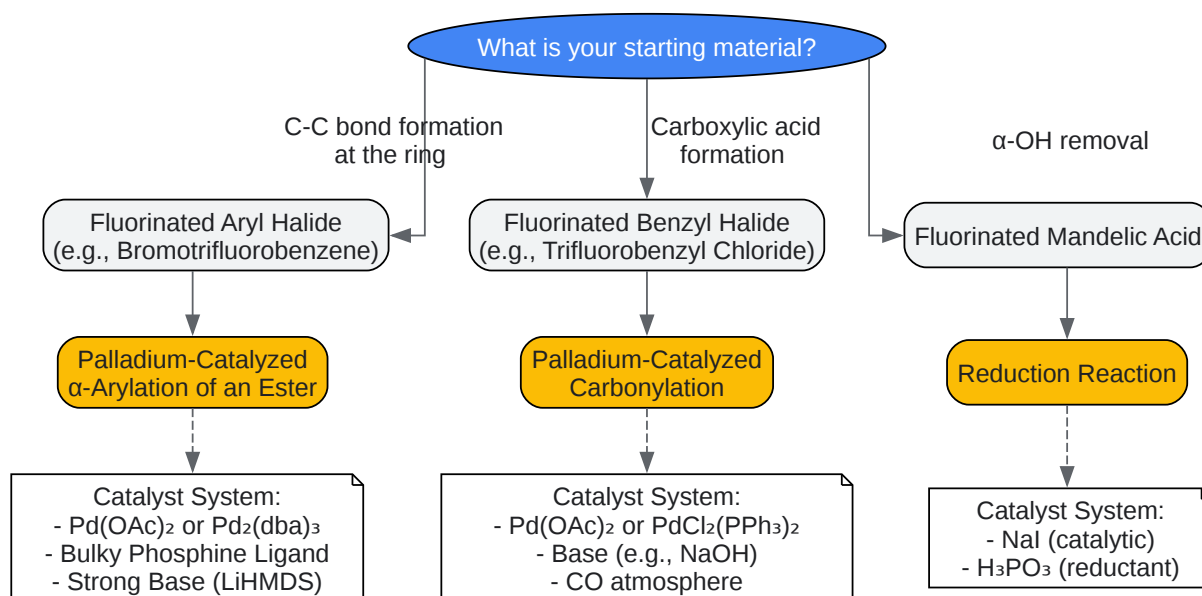 What is your starting material?
C-C bond formation
at the ring
Carboxylic acid
formation
α-OH removal
Fluorinated Aryl Halide
(e.g., Bromotrifluorobenzene)
Fluorinated Benzyl Halide
(e.g., Trifluorobenzyl Chloride)
Fluorinated Mandelic Acid
Palladium-Catalyzed
α-Arylation of an Ester
Palladium-Catalyzed
Carbonylation
Reduction Reaction
Catalyst System:
- Pd(OAc)₂ or Pd₂(dba)₃
- Bulky Phosphine Ligand
- Strong Base (LiHMDS)
Catalyst System:
- Pd(OAc)₂ or PdCl₂(PPh₃)₂
- Base (e.g., NaOH)
- CO atmosphere
Catalyst System:
- NaI (catalytic)
- H₃PO₃ (reductant)